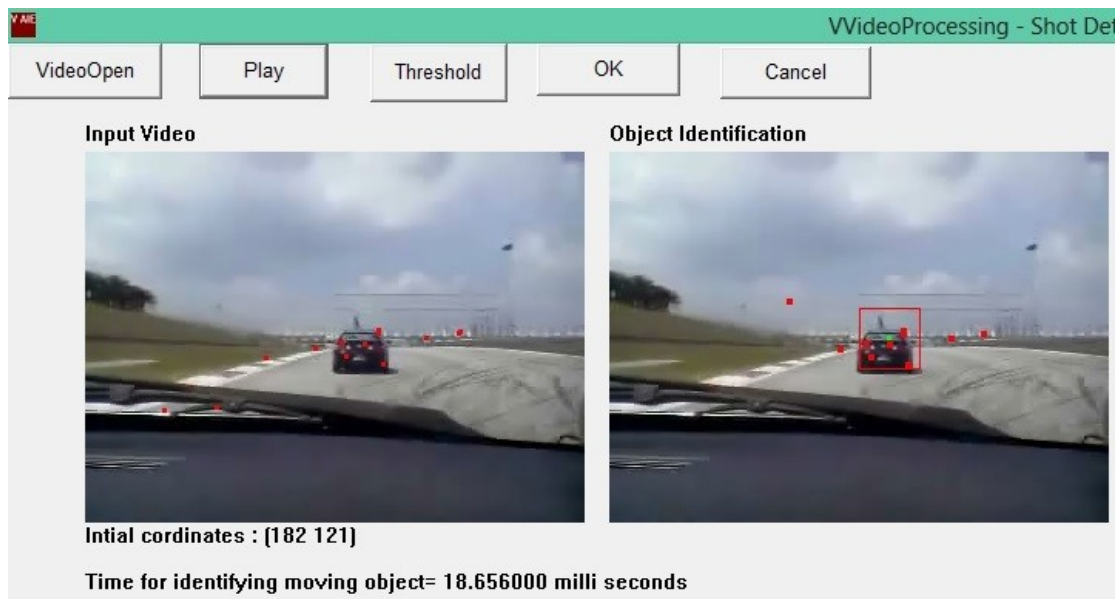 V AIE
VVideoProcessing - Shot Det
VideoOpen
Play
Threshold
OK
Cancel
Input Video
Object Identification
Intial cordinates : (182 121)
Time for identifying moving object= 18.656000 milli seconds